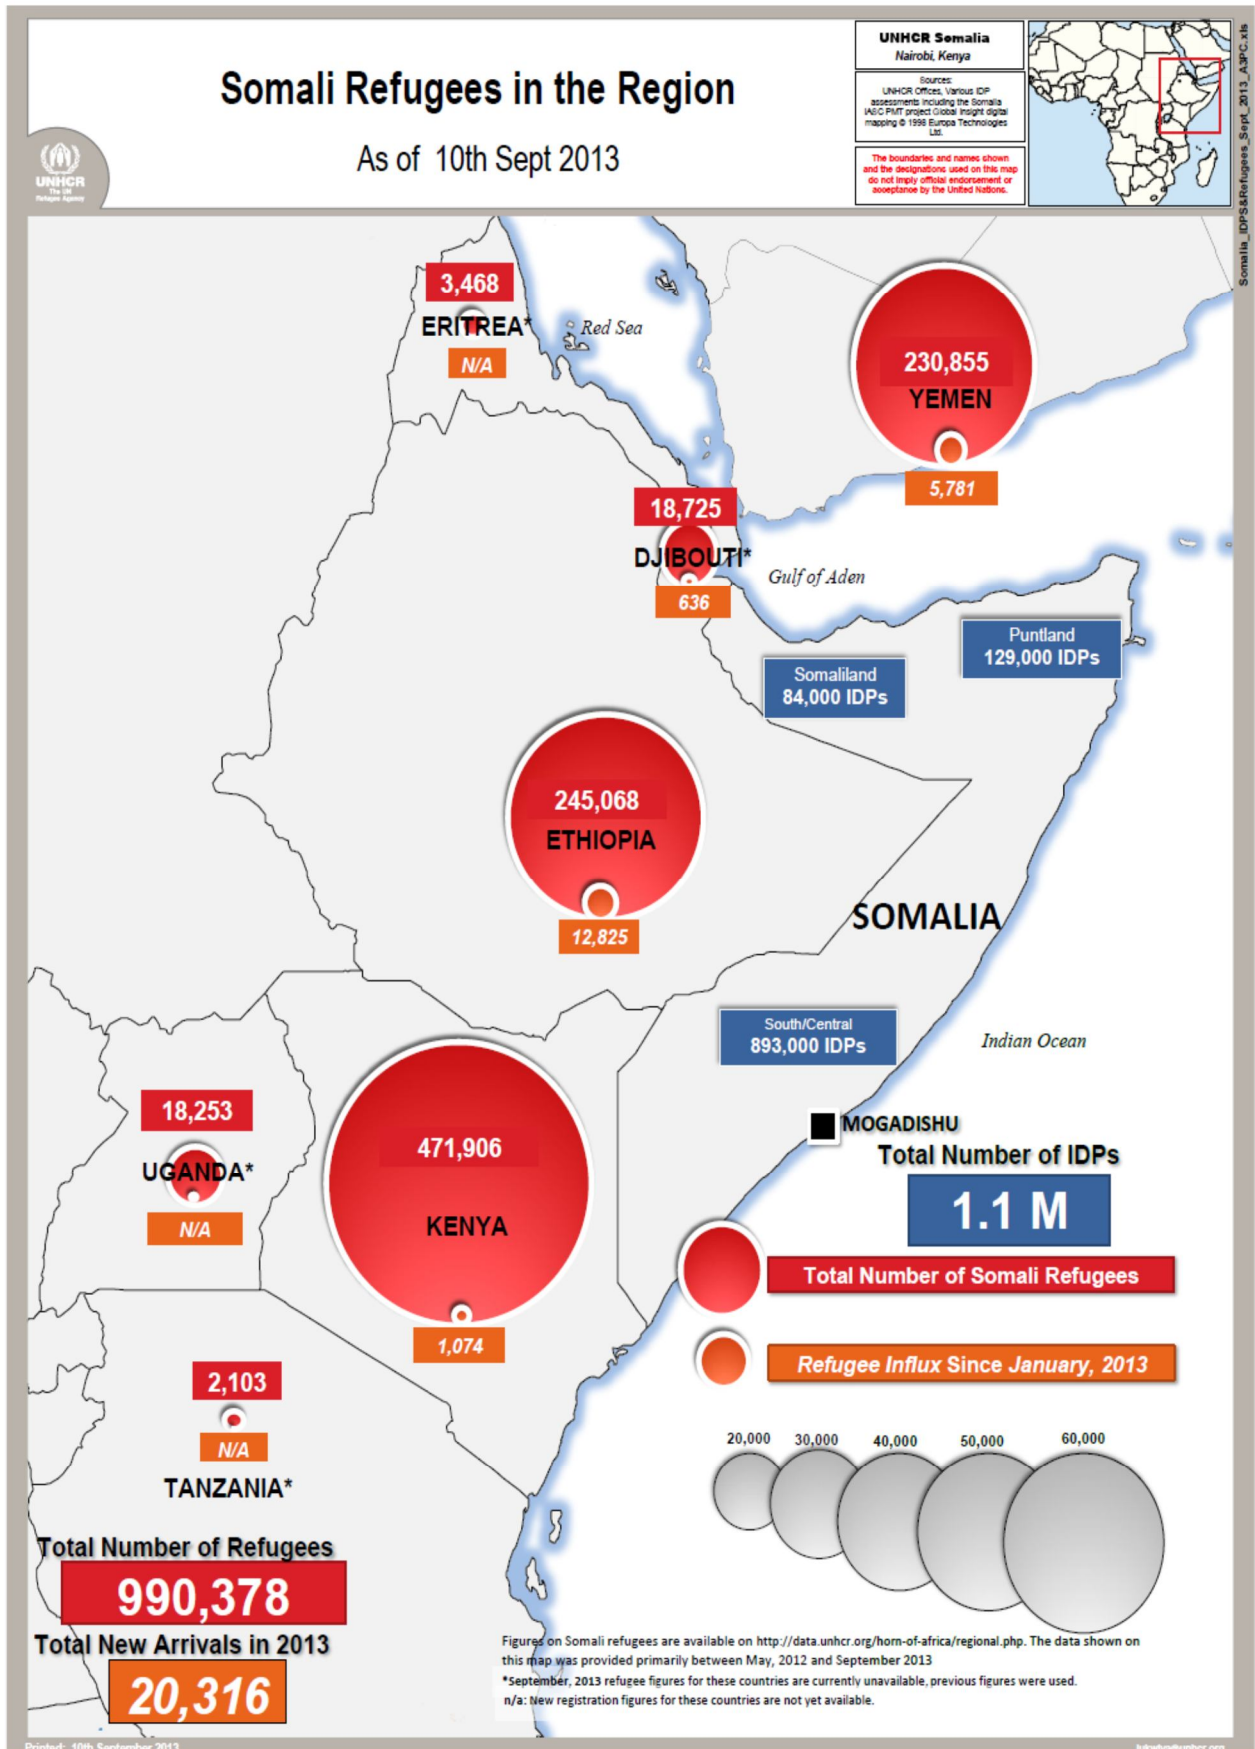 Somali Refugees in the Region
As of 10th Sept 2013
UNHCR
The UN
Refugee Agency
UNHCR Somalia
Nairobi, Kenya
Sources:
UNHCR Offices, Various IDP
assessments including the Somalia
IASC PMT project Global Insight digital
mapping © 1998 Europa Technologies
Ltd.
The boundaries and names shown
and the designations used on this map
do not imply official endorsement or
acceptance by the United Nations.
Somalia_IDPS&Refugees_Sept_2013_A3PC.xls
3,468
ERITREA*
N/A
Red Sea
230,855
YEMEN
5,781
18,725
DJIBOUTI*
636
Gulf of Aden
Puntland
129,000 IDPs
Somaliland
84,000 IDPs
245,068
ETHIOPIA
12,825
SOMALIA
South/Central
893,000 IDPs
Indian Ocean
18,253
UGANDA*
N/A
471,906
KENYA
1,074
MOGADISHU
Total Number of IDPs
1.1 M
Total Number of Somali Refugees
Refugee Influx Since January, 2013
2,103
N/A
TANZANIA*
20,000
30,000
40,000
50,000
60,000
Total Number of Refugees
990,378
Total New Arrivals in 2013
20,316
Figures on Somali refugees are available on http://data.unhcr.org/horn-of-africa/regional.php. The data shown on
this map was provided primarily between May, 2012 and September 2013
*September, 2013 refugee figures for these countries are currently unavailable, previous figures were used.
n/a: New registration figures for these countries are not yet available.
Printed: 10th September 2013